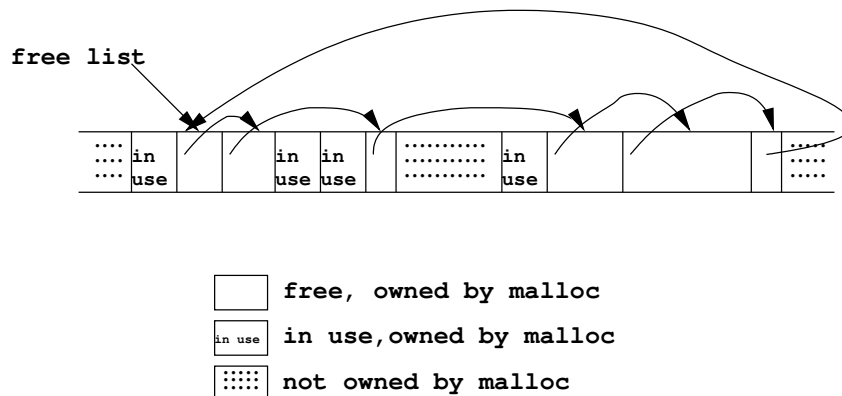 free list
in use
in use
in use
in use
free, owned by malloc
in use
in use,owned by malloc
not owned by malloc